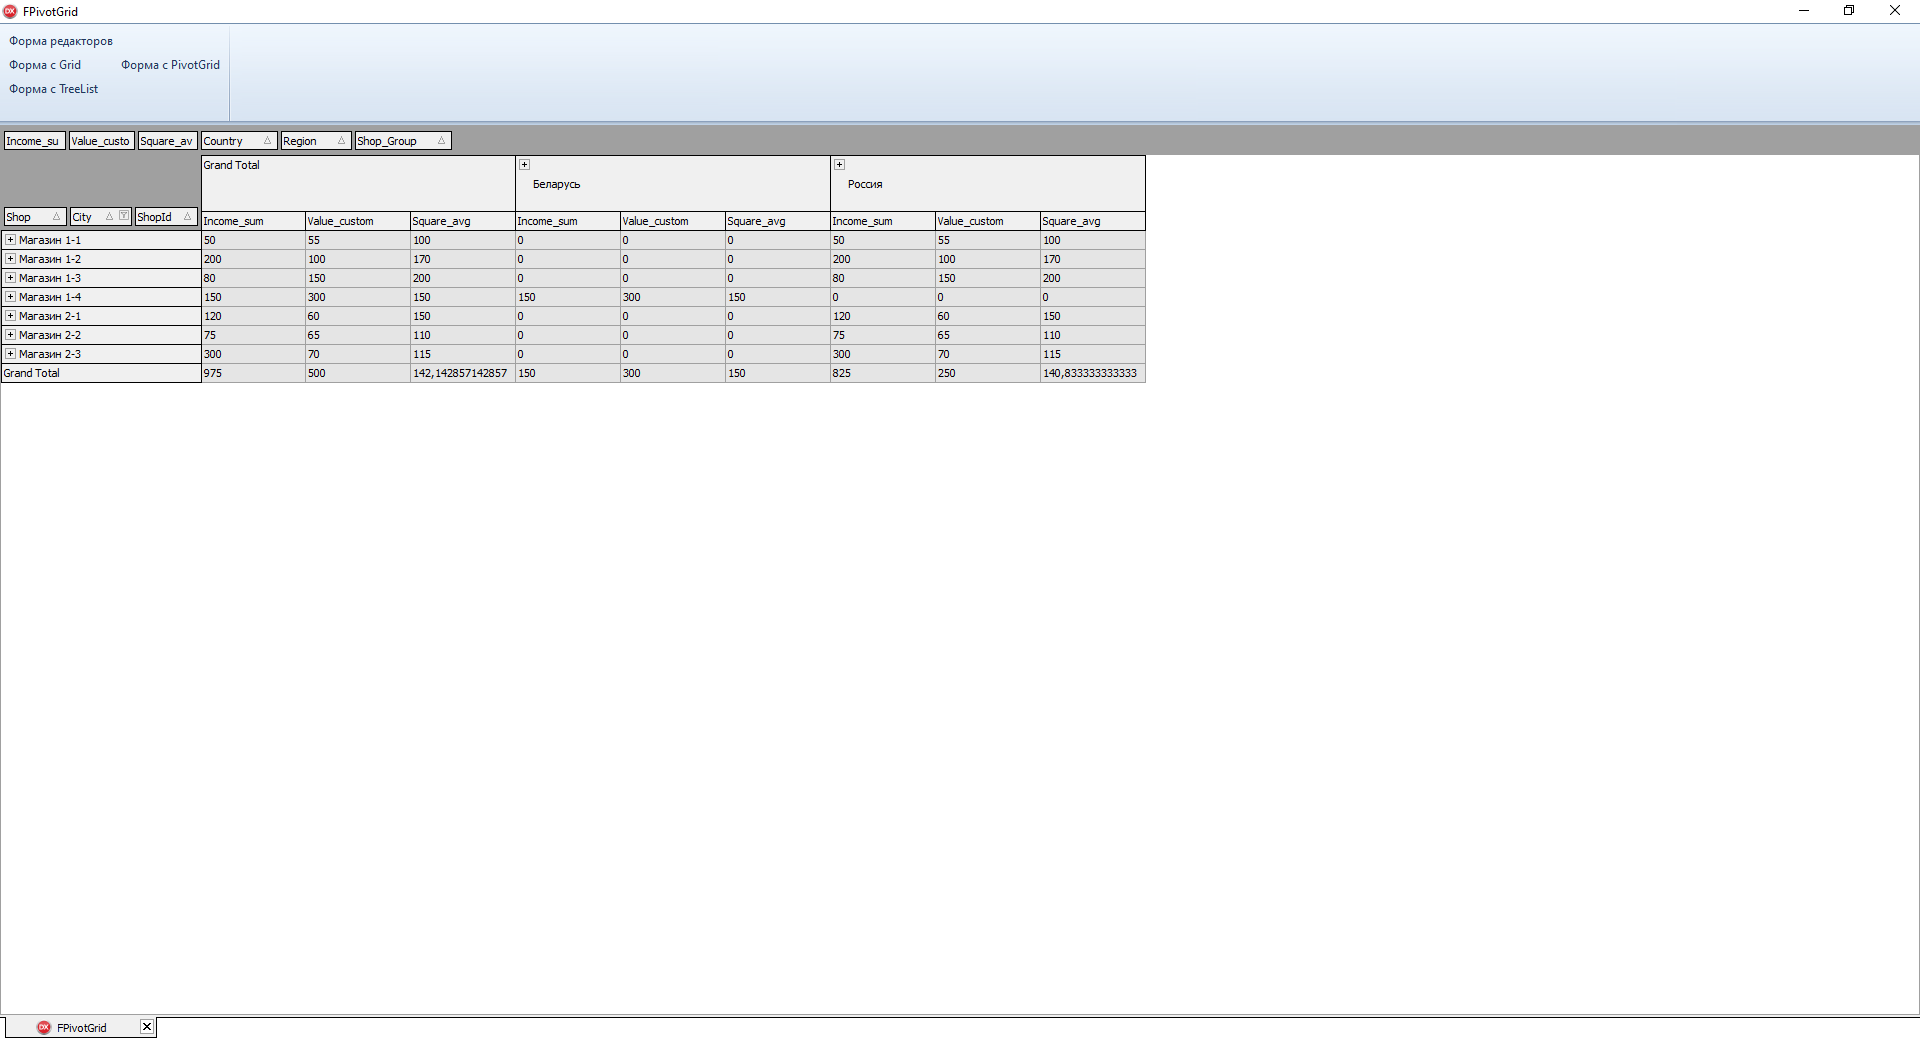 DX FPivotGrid
Форма редакторов
Форма с Grid Форма с PivotGrid
Форма с TreeList
Income_su Value_custo Square_av Country Region Shop_Group
Grand Total
Беларусь Россия
Shop City ShopId Income_sum Value_custom Square_avg Income_sum Value_custom Square_avg Income_sum Value_custom Square_avg
Магазин 1-1 50 55 100 0 0 0 50 55 100
Магазин 1-2 200 100 170 0 0 0 200 100 170
Магазин 1-3 80 150 200 0 0 0 80 150 200
Магазин 1-4 150 300 150 150 300 150 0 0 0
Магазин 2-1 120 60 150 0 0 0 120 60 150
Магазин 2-2 75 65 110 0 0 0 75 65 110
Магазин 2-3 300 70 115 0 0 0 300 70 115
Grand Total 975 500 142,142857142857 150 300 150 825 250 140,833333333333
DX FPivotGrid